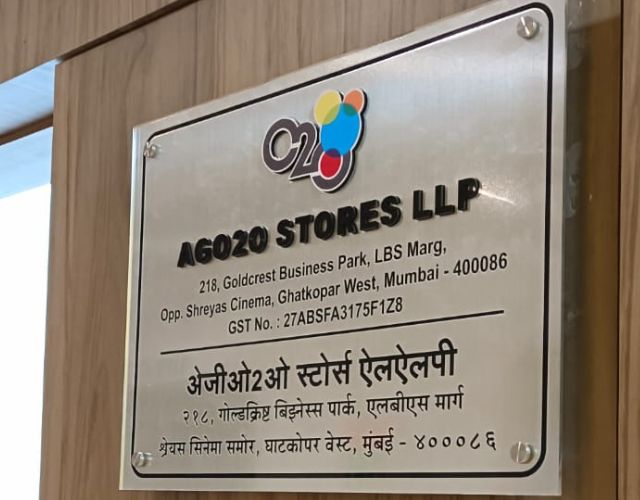 O2O
AGO2O STORES LLP
218, Goldcrest Business Park, LBS Marg,
Opp. Shreyas Cinema, Ghatkopar West, Mumbai - 400086
GST No. : 27ABSFA3175F1Z8
अेजीओ2ओ स्टोर्स ऐलऐलपी
२१८, गोल्डक्रिष्ट बिझ्नेस्स पार्क, एलबीएस मार्ग
श्रेयस सिनेमा समोर, घाटकोपर वेस्ट, मुंबई - ४०००८६